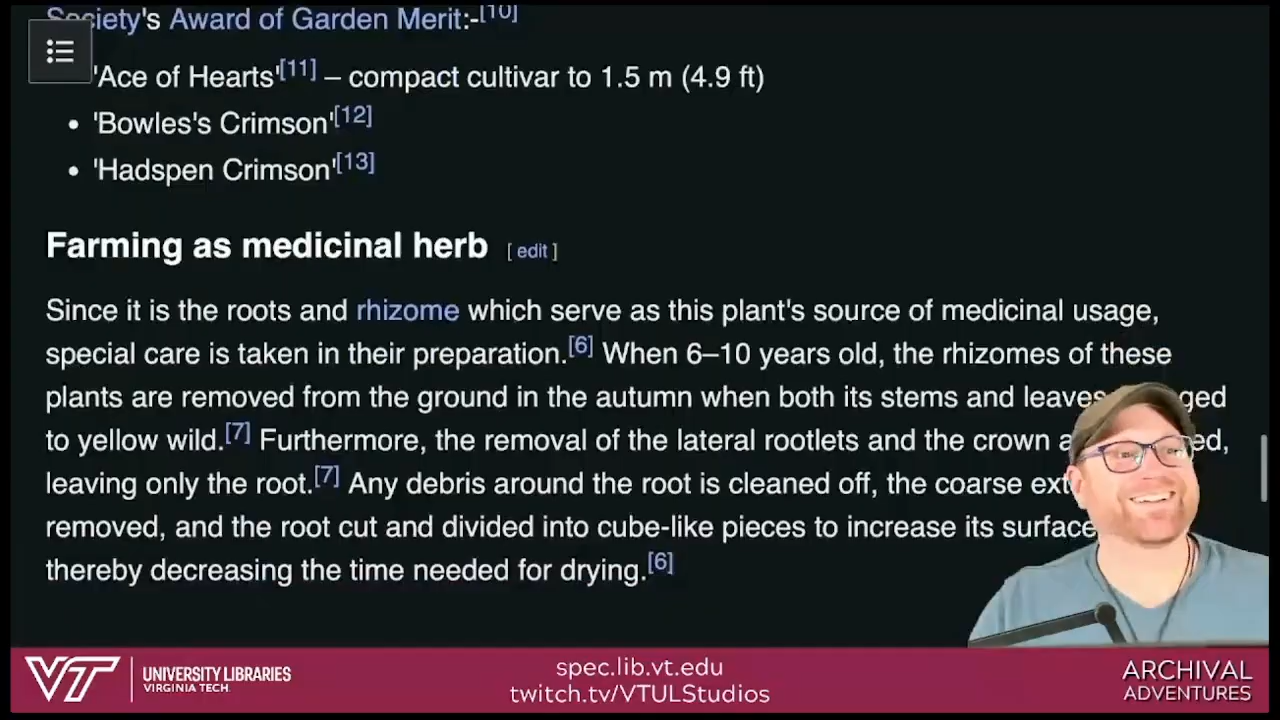 Society's Award of Garden Merit:-[10]
'Ace of Hearts'[11] – compact cultivar to 1.5 m (4.9 ft)
• 'Bowles's Crimson'[12]
• 'Hadspen Crimson'[13]
Farming as medicinal herb [ edit ]
Since it is the roots and rhizome which serve as this plant's source of medicinal usage,
special care is taken in their preparation.[6] When 6–10 years old, the rhizomes of these
plants are removed from the ground in the autumn when both its stems and leaves
to yellow wild.[7] Furthermore, the removal of the lateral rootlets and the crown
leaving only the root.[7] Any debris around the root is cleaned off, the coarse
removed, and the root cut and divided into cube-like pieces to increase its surface
thereby decreasing the time needed for drying.[6]
VT UNIVERSITY LIBRARIES
VIRGINIA TECH.
spec.lib.vt.edu
twitch.tv/VTULStudios
ARCHIVAL
ADVENTURES